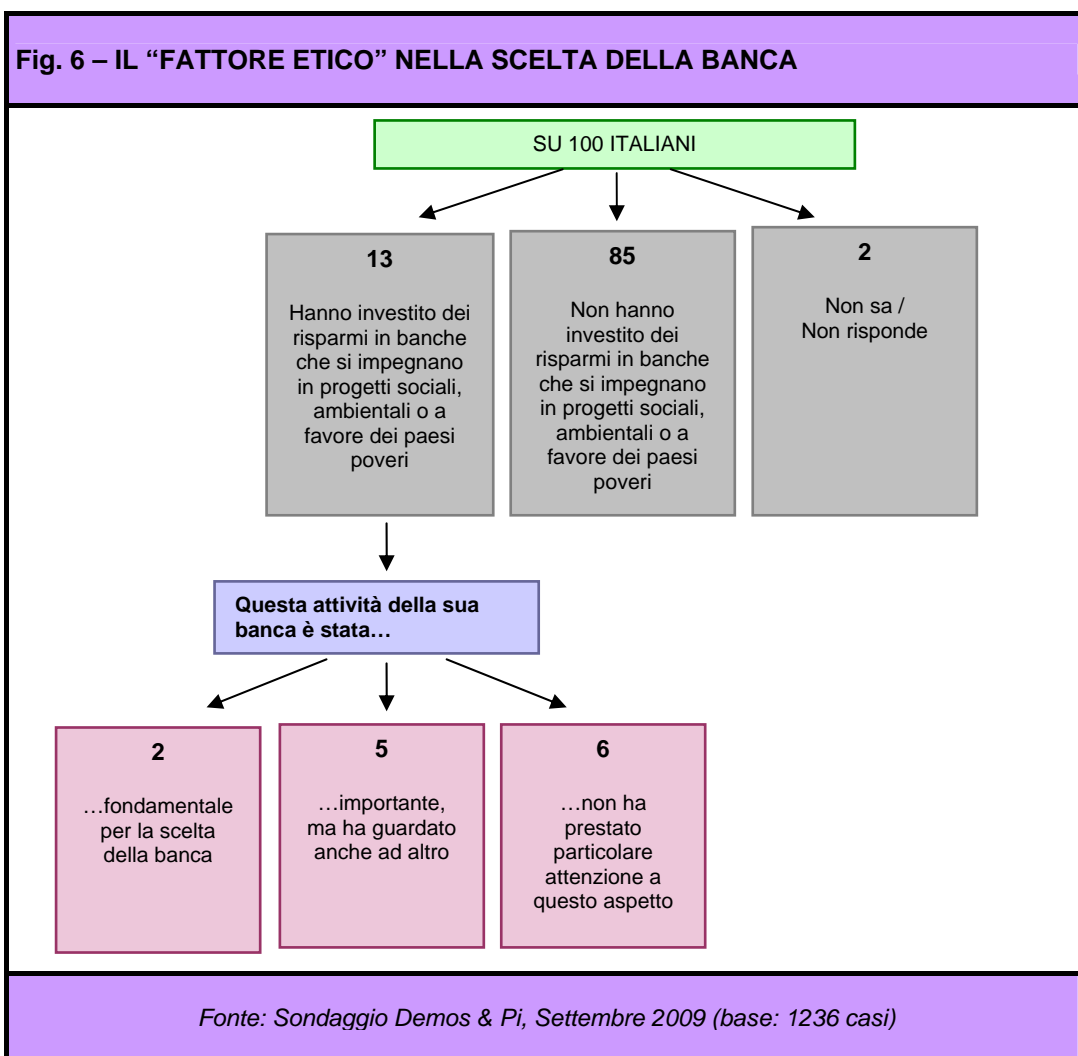 Fig. 6 – IL “FATTORE ETICO” NELLA SCELTA DELLA BANCA
SU 100 ITALIANI
13
Hanno investito dei
risparmi in banche
che si impegnano
in progetti sociali,
ambientali o a
favore dei paesi
poveri
85
Non hanno
investito dei
risparmi in banche
che si impegnano
in progetti sociali,
ambientali o a
favore dei paesi
poveri
2
Non sa /
Non risponde
Questa attività della sua
banca è stata…
2
…fondamentale
per la scelta
della banca
5
…importante,
ma ha guardato
anche ad altro
6
…non ha
prestato
particolare
attenzione a
questo aspetto
Fonte: Sondaggio Demos & Pi, Settembre 2009 (base: 1236 casi)